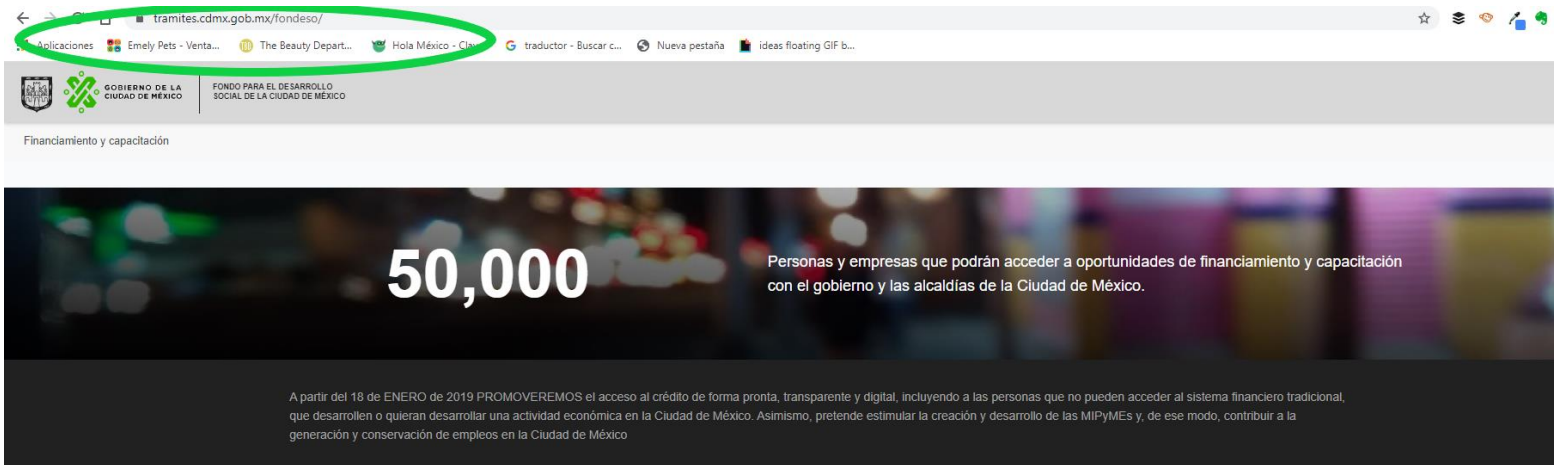 tramites.cdmx.gob.mx/fondeso/
Aplicaciones Emely Pets - Venta... The Beauty Depart... Hola México - Clav... traductor - Buscar c... Nueva pestaña ideas floating GIF b...
GOBIERNO DE LA
CIUDAD DE MÉXICO
FONDO PARA EL DESARROLLO
SOCIAL DE LA CIUDAD DE MÉXICO
Financiamiento y capacitación
50,000
Personas y empresas que podrán acceder a oportunidades de financiamiento y capacitación
con el gobierno y las alcaldías de la Ciudad de México.
A partir del 18 de ENERO de 2019 PROMOVEREMOS el acceso al crédito de forma pronta, transparente y digital, incluyendo a las personas que no pueden acceder al sistema financiero tradicional,
que desarrollen o quieran desarrollar una actividad económica en la Ciudad de México. Asimismo, pretende estimular la creación y desarrollo de las MIPyMEs y, de ese modo, contribuir a la
generación y conservación de empleos en la Ciudad de México